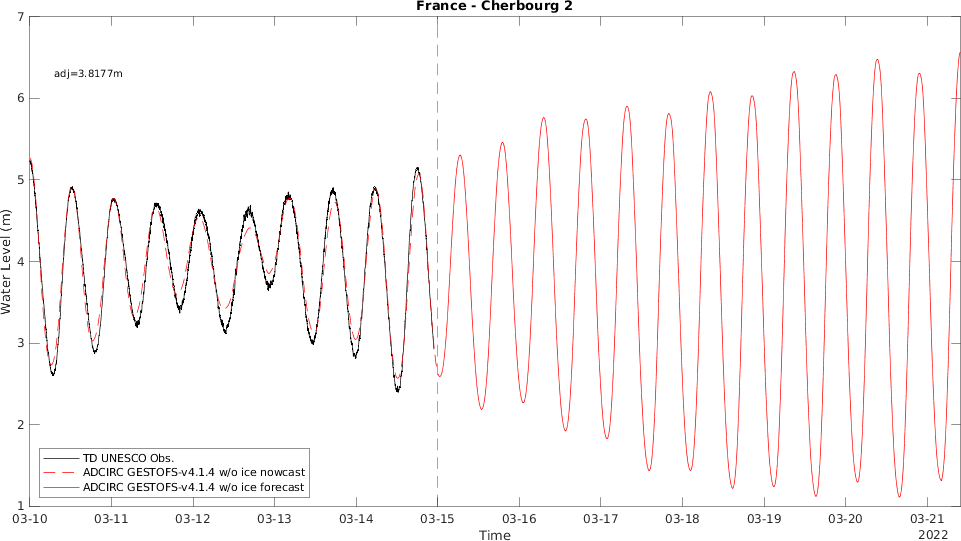 France - Cherbourg 2
7
adj=3.8177m
6
5
4
3
2
1
Water Level (m)
TD UNESCO Obs.
ADCIRC GESTOFS-v4.1.4 w/o ice nowcast
ADCIRC GESTOFS-v4.1.4 w/o ice forecast
03-10 03-11 03-12 03-13 03-14 03-15 03-16 03-17 03-18 03-19 03-20 03-21
Time
2022